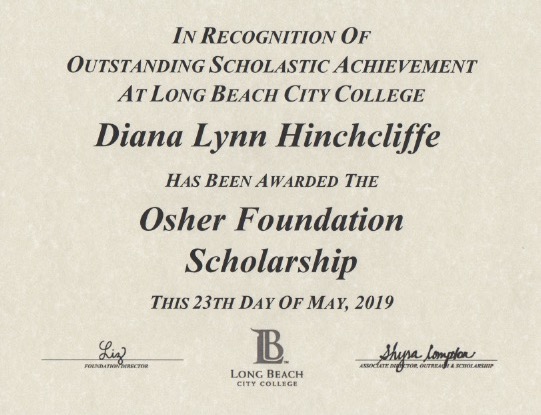 IN RECOGNITION OF
OUTSTANDING SCHOLASTIC ACHIEVEMENT
AT LONG BEACH CITY COLLEGE
Diana Lynn Hinchcliffe
HAS BEEN AWARDED THE
Osher Foundation
Scholarship
THIS 23TH DAY OF MAY, 2019
Liz
FOUNDATION DIRECTOR
LB
LONG BEACH
CITY COLLEGE
Shyra Compton
ASSOCIATE DIRECTOR, OUTREACH & SCHOLARSHIP